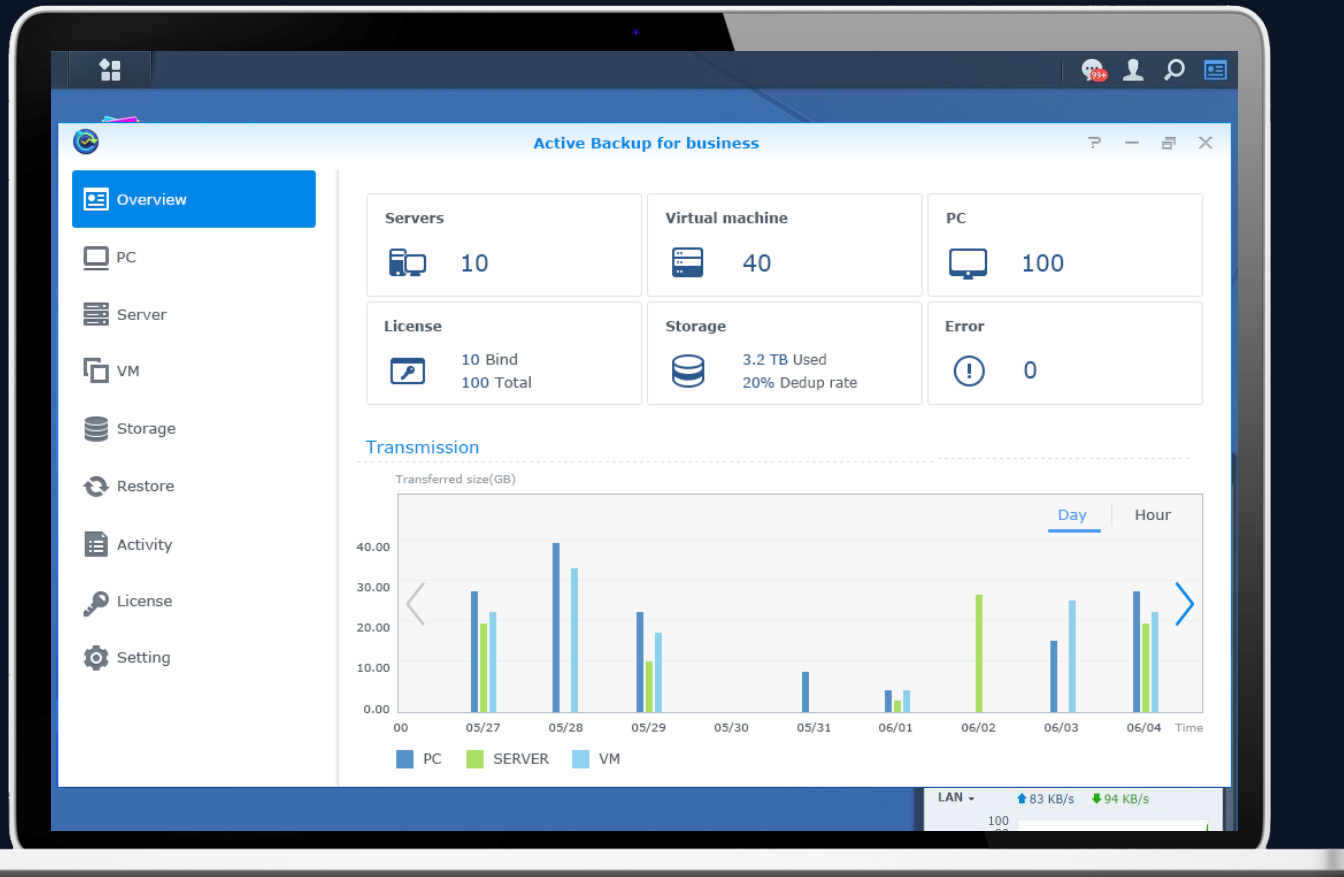 99+
Active Backup for business
Overview
PC
Server
VM
Storage
Restore
Activity
License
Setting
Servers
10
Virtual machine
40
PC
100
License
10 Bind
100 Total
Storage
3.2 TB Used
20% Dedup rate
Error
0
Transmission
Transferred size(GB)
Day
Hour
40.00
30.00
20.00
10.00
0.00
00 05/27 05/28 05/29 05/30 05/31 06/01 06/02 06/03 06/04 Time
PC SERVER VM
LAN 83 KB/s 94 KB/s
100